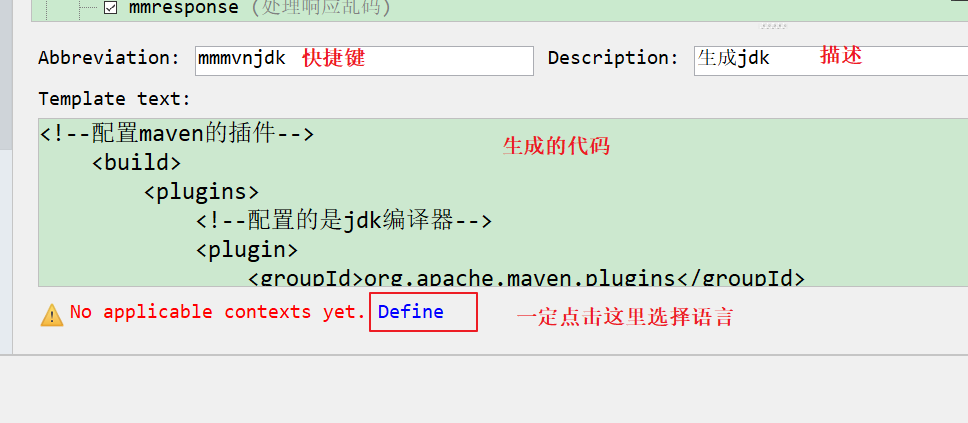 mmresponse (处理响应乱码)
Abbreviation: mmmvnjdk 快捷键 Description: 生成jdk 描述
Template text:
<!--配置maven的插件-->
生成的代码
<build>
<plugins>
<!--配置的是jdk编译器-->
<plugin>
<groupId>org.apache.maven.plugins</groupId>
No applicable contexts yet. Define 一定点击这里选择语言